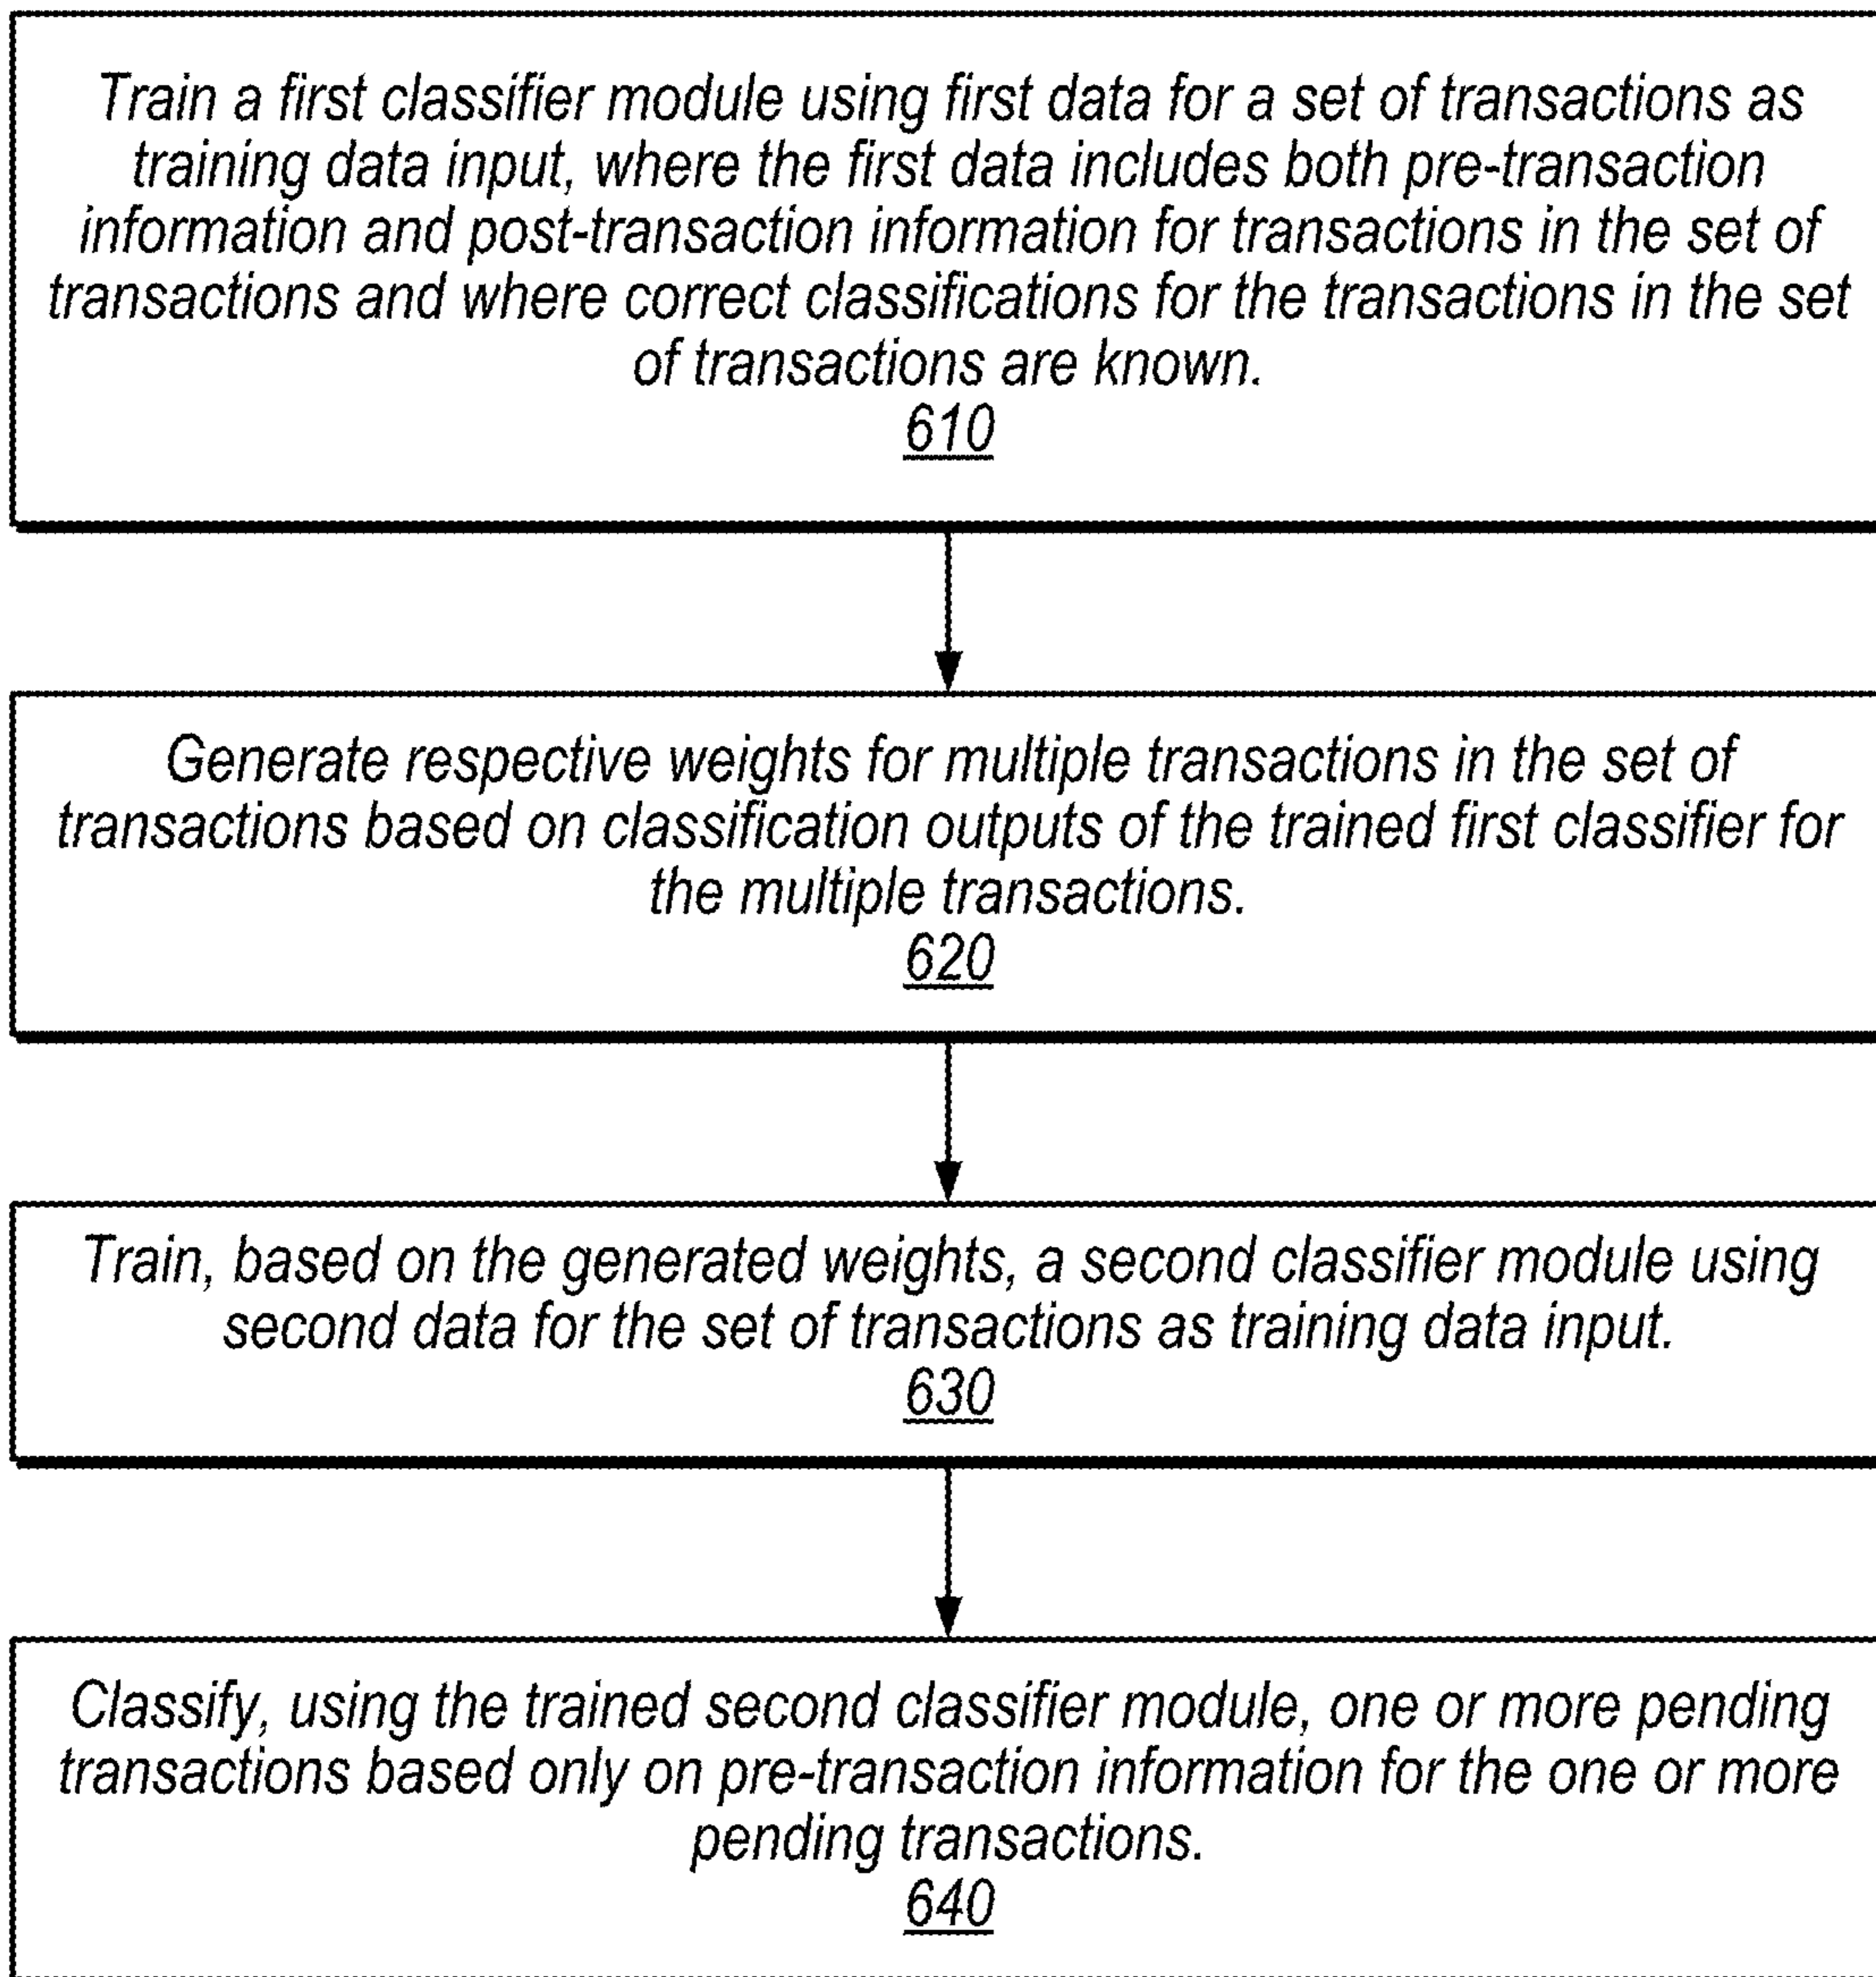 Train a first classifier module using first data for a set of transactions as
training data input, where the first data includes both pre-transaction
information and post-transaction information for transactions in the set of
transactions and where correct classifications for the transactions in the set
of transactions are known.
610
Generate respective weights for multiple transactions in the set of
transactions based on classification outputs of the trained first classifier for
the multiple transactions.
620
Train, based on the generated weights, a second classifier module using
second data for the set of transactions as training data input.
630
Classify, using the trained second classifier module, one or more pending
transactions based only on pre-transaction information for the one or more
pending transactions.
640